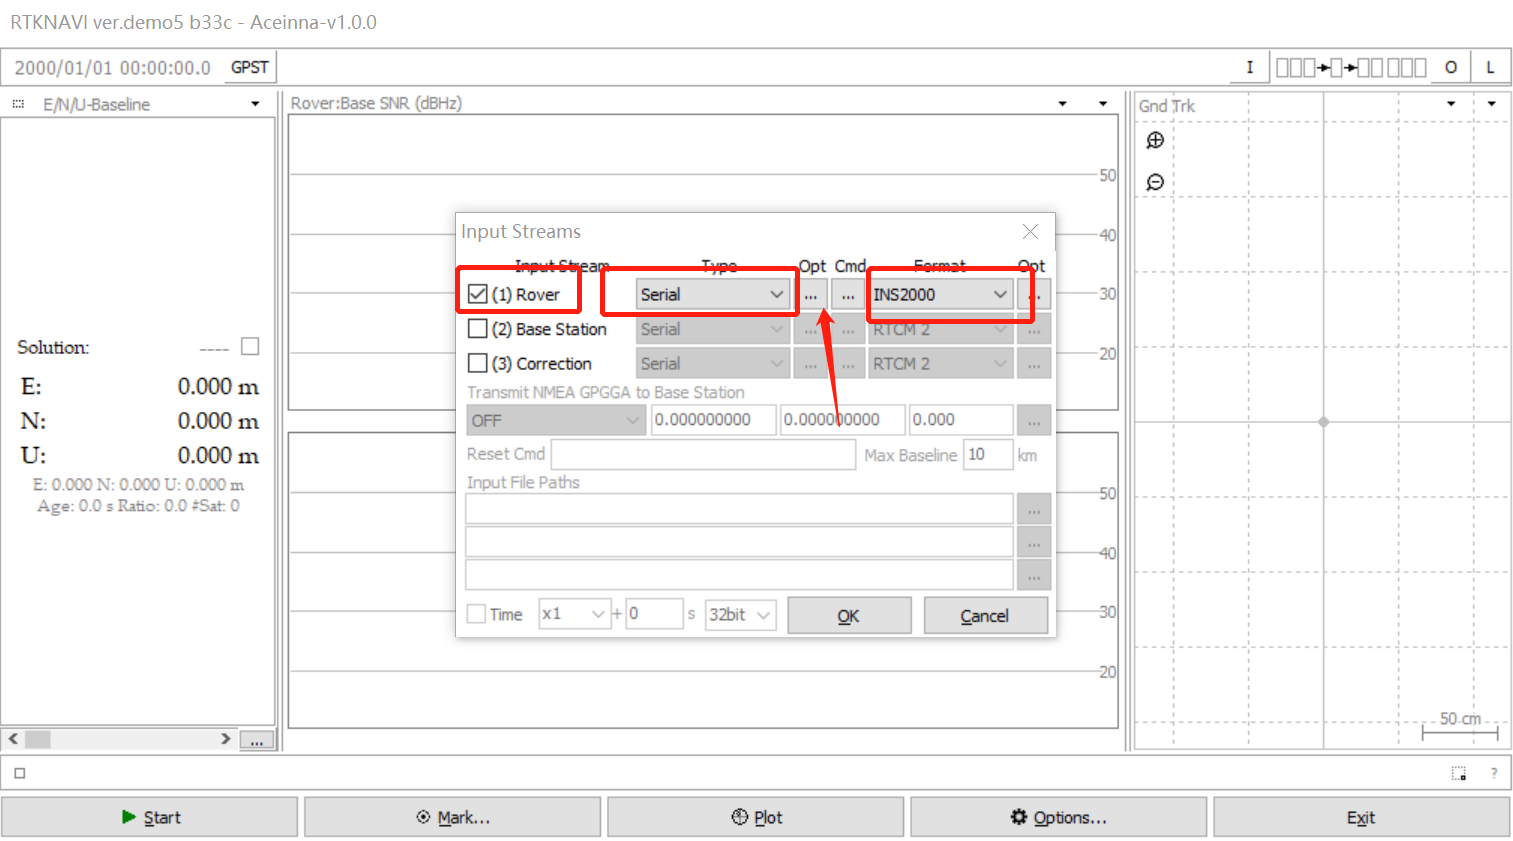 RTKNAVI ver.demo5 b33c - Aceinna-v1.0.0
2000/01/01 00:00:00.0 GPST I O L
E/N/U-Baseline
Rover:Base SNR (dBHz)
Gnd Trk
50
40
30
20
Solution: ----
E: 0.000 m
N: 0.000 m
U: 0.000 m
E: 0.000 N: 0.000 U: 0.000 m
Age: 0.0 s Ratio: 0.0 #Sat: 0
...
Input Streams
Input Stream Type Opt Cmd Format Opt
(1) Rover Serial ... ... INS2000 ...
(2) Base Station Serial ... ... RTCM 2 ...
(3) Correction Serial ... ... RTCM 2 ...
Transmit NMEA GPGGA to Base Station
OFF 0.000000000 0.000000000 0.000 ...
Reset Cmd Max Baseline 10 km
Input File Paths
...
...
...
Time x1 + 0 s 32bit OK Cancel
50
40
30
20
50 cm
?
Start Mark... Plot Options... Exit